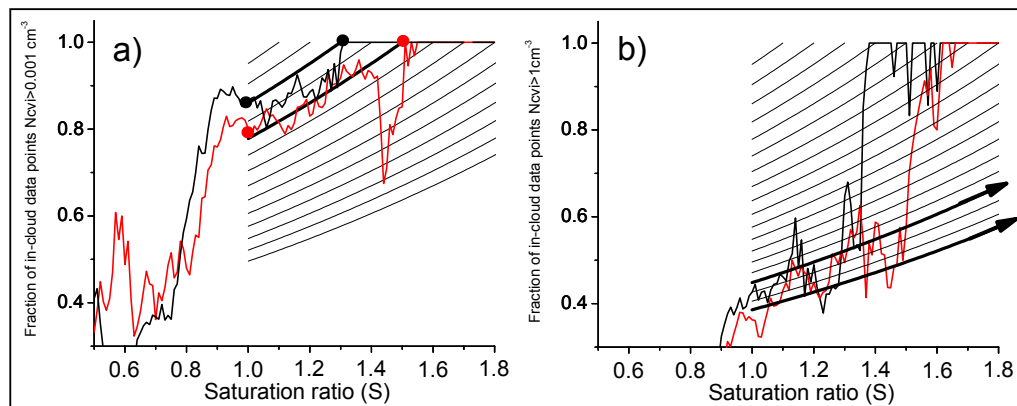 a)
Fraction of in-cloud data points Novi>0.001 cm⁻³
1.0
0.8
0.6
0.4
0.6 0.8 1.0 1.2 1.4 1.6 1.8
Saturation ratio (S)
b)
Fraction of in-cloud data points Novi>1cm⁻³
1.0
0.8
0.6
0.4
0.6 0.8 1.0 1.2 1.4 1.6 1.8
Saturation ratio (S)